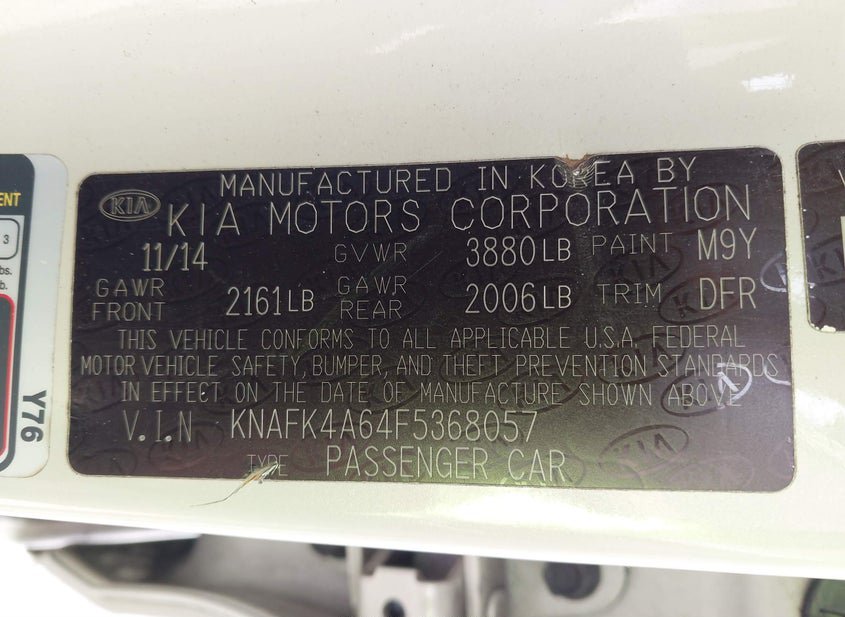 MANUFACTURED IN KOREA BY
KIA KIA MOTORS CORPORATION
11/14 GVWR 3880LB PAINT M9Y
GAWR FRONT 2161LB GAWR REAR 2006LB TRIM DFR
THIS VEHICLE CONFORMS TO ALL APPLICABLE U.S.A. FEDERAL
MOTOR VEHICLE, SAFETY, BUMPER, AND THEFT PREVENTION STANDARDS
IN EFFECT ON THE DATE OF MANUFACTURE SHOWN ABOVE
V.I.N KNAFK4A64F5368057
TYPE PASSENGER CAR
3
Y76